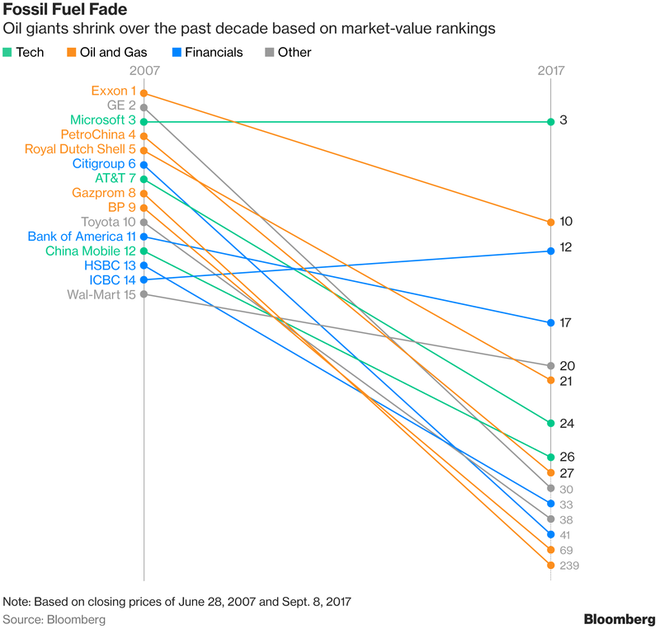 Fossil Fuel Fade
Oil giants shrink over the past decade based on market-value rankings
Tech Oil and Gas Financials Other
2007 2017
Exxon 1
GE 2
Microsoft 3
PetroChina 4
Royal Dutch Shell 5
Citigroup 6
AT&T 7
Gazprom 8
BP 9
Toyota 10
Bank of America 11
China Mobile 12
HSBC 13
ICBC 14
Wal-Mart 15
3
10
12
17
20
21
24
26
27
30
33
38
41
69
239
Note: Based on closing prices of June 28, 2007 and Sept. 8, 2017
Source: Bloomberg
Bloomberg